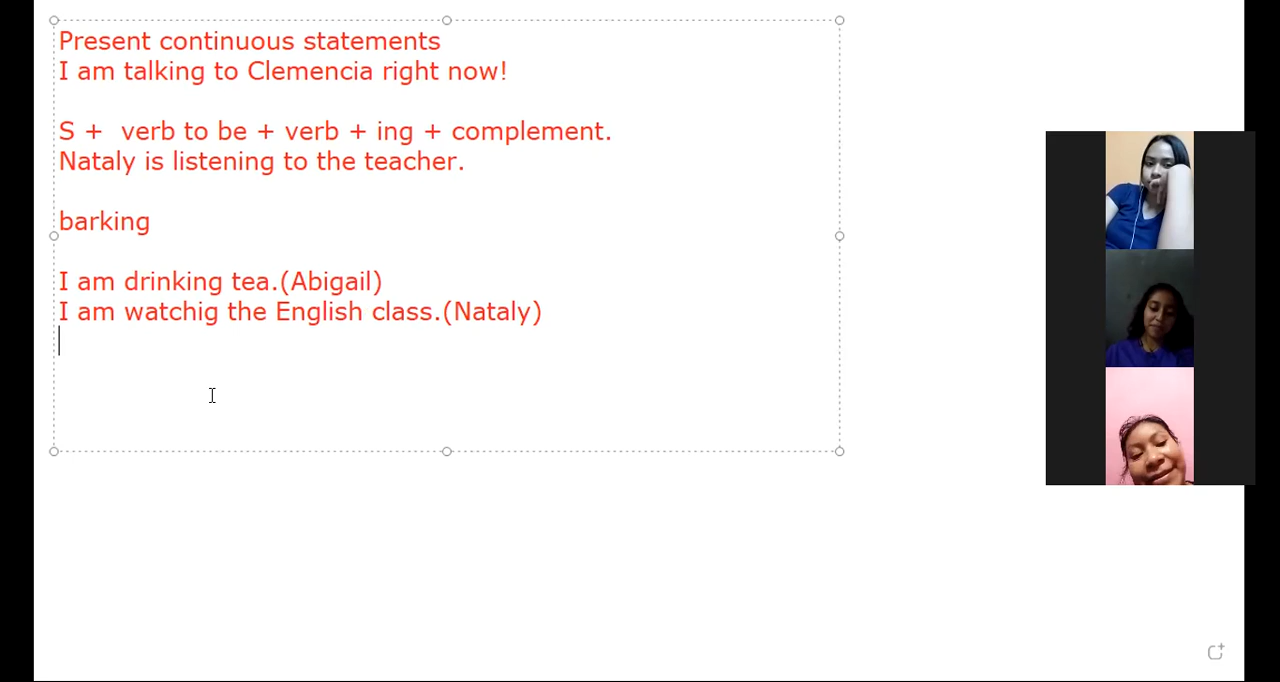 Present continuous statements
I am talking to Clemencia right now!
S +  verb to be + verb + ing + complement.
Nataly is listening to the teacher.
barking
I am drinking tea.(Abigail)
I am watchig the English class.(Nataly)